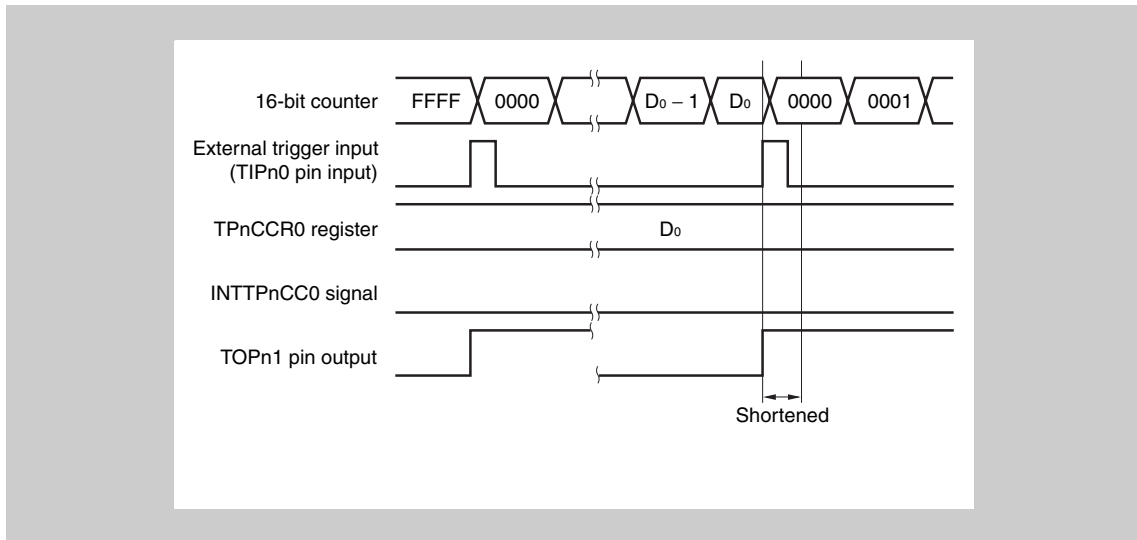 16-bit counter FFFF 0000 D0 – 1 D0 0000 0001
External trigger input
(TIPn0 pin input)
TPnCCR0 register D0
INTTPnCC0 signal
TOPn1 pin output
Shortened